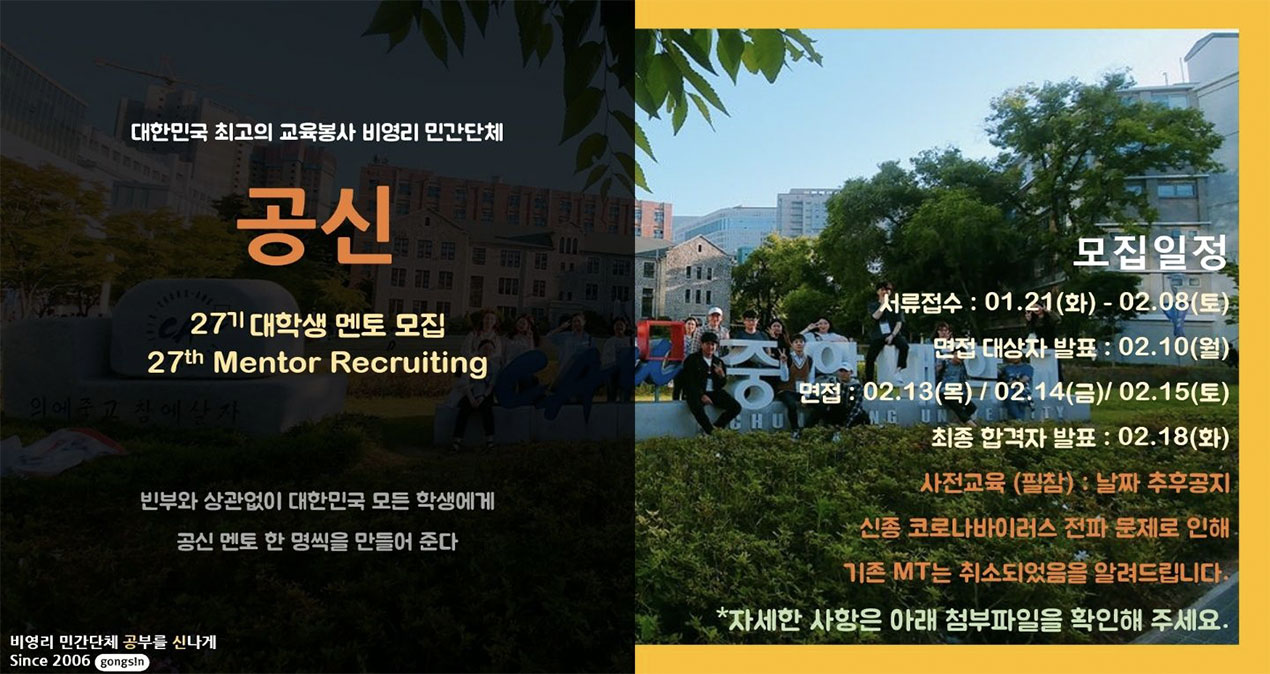 대한민국 최고의 교육봉사 비영리 민간단체
공신
27기 대학생 멘토 모집
27th Mentor Recruiting
의에죽고 참에살자
빈부와 상관없이 대한민국 모든 학생에게
공신 멘토 한 명씩을 만들어 준다
비영리 민간단체 공부를 신나게
Since 2006 gongs!n
모집일정
서류접수 : 01.21(화) - 02.08(토)
면접 대상자 발표 : 02.10(월)
면접 : 02.13(목) / 02.14(금)/ 02.15(토)
최종 합격자 발표 : 02.18(화)
사전교육 (필참) : 날짜 추후공지
신종 코로나바이러스 전파 문제로 인해
기존 MT는 취소되었음을 알려드립니다.
*자세한 사항은 아래 첨부파일을 확인해 주세요.
CAU
중앙대
UNIVERSITY